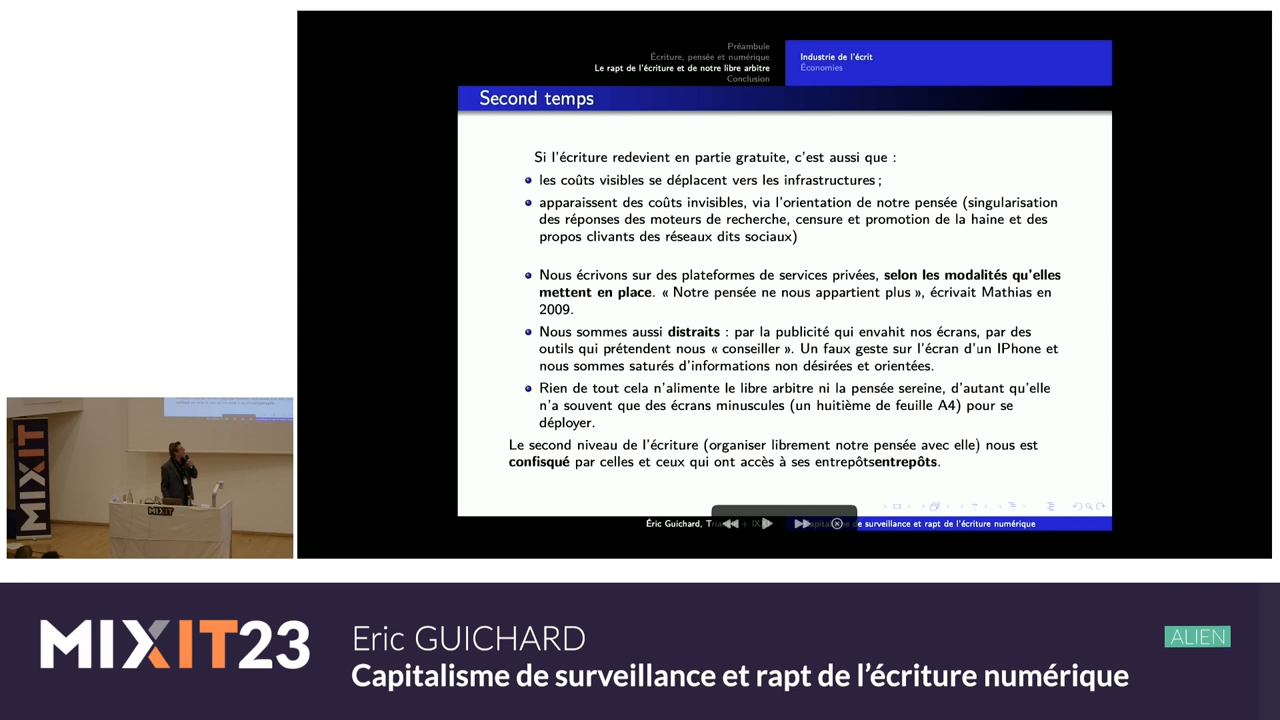 Préambule
Écriture, pensée et numérique
Le rapt de l'écriture et de notre libre arbitre
Conclusion
Industrie de l'écrit
Économies
Second temps
Si l'écriture redevient en partie gratuite, c'est aussi que :
les coûts visibles se déplacent vers les infrastructures ;
apparaissent des coûts invisibles, via l'orientation de notre pensée (singularisation
des réponses des moteurs de recherche, censure et promotion de la haine et des
propos clivants des réseaux dits sociaux)
Nous écrivons sur des plateformes de services privées, selon les modalités qu'elles
mettent en place. « Notre pensée ne nous appartient plus », écrivait Mathias en
2009.
Nous sommes aussi distraits : par la publicité qui envahit nos écrans, par des
outils qui prétendent nous « conseiller ». Un faux geste sur l'écran d'un IPhone et
nous sommes saturés d'informations non désirées et orientées.
Rien de tout cela n'alimente le libre arbitre ni la pensée sereine, d'autant qu'elle
n'a souvent que des écrans minuscules (un huitième de feuille A4) pour se
déployer.
Le second niveau de l'écriture (organiser librement notre pensée avec elle) nous est
confisqué par celles et ceux qui ont accès à ses entrepôtsentrepôts.
Éric Guichard,
de surveillance et rapt de l'écriture numérique
MIXIT
MIXIT
MIXIT23
Eric GUICHARD
ALIEN
Capitalisme de surveillance et rapt de l'écriture numérique